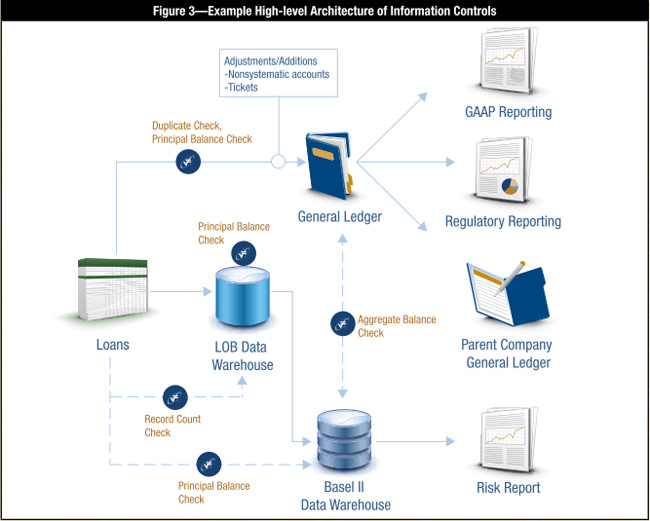 Figure 3—Example High-level Architecture of Information Controls
Adjustments/Additions
-Nonsystematic accounts
-Tickets
GAAP Reporting
Duplicate Check,
Principal Balance Check
General Ledger
Regulatory Reporting
Principal Balance
Check
Loans
LOB Data
Warehouse
Aggregate Balance
Check
Parent Company
General Ledger
Record Count
Check
Principal Balance
Check
Basel II
Data Warehouse
Risk Report